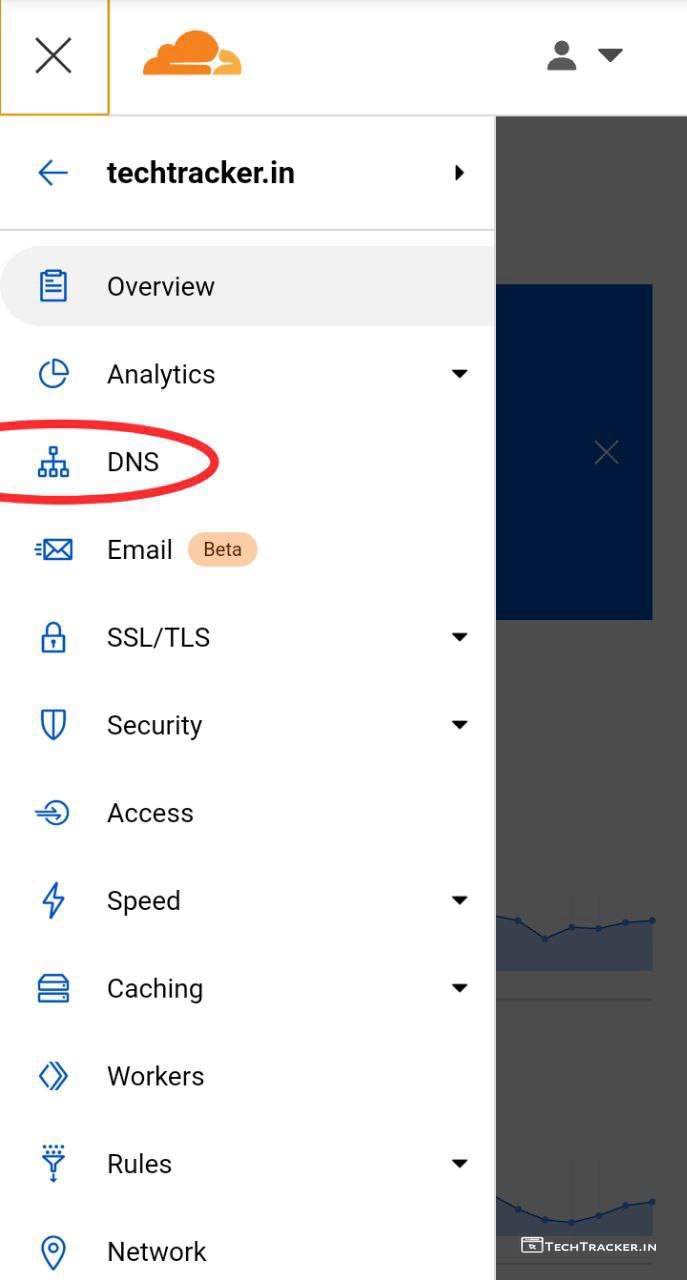 techtracker.in
Overview
Analytics
DNS
Email Beta
SSL/TLS
Security
Access
Speed
Caching
Workers
Rules
Network
TECHTRACKER.IN